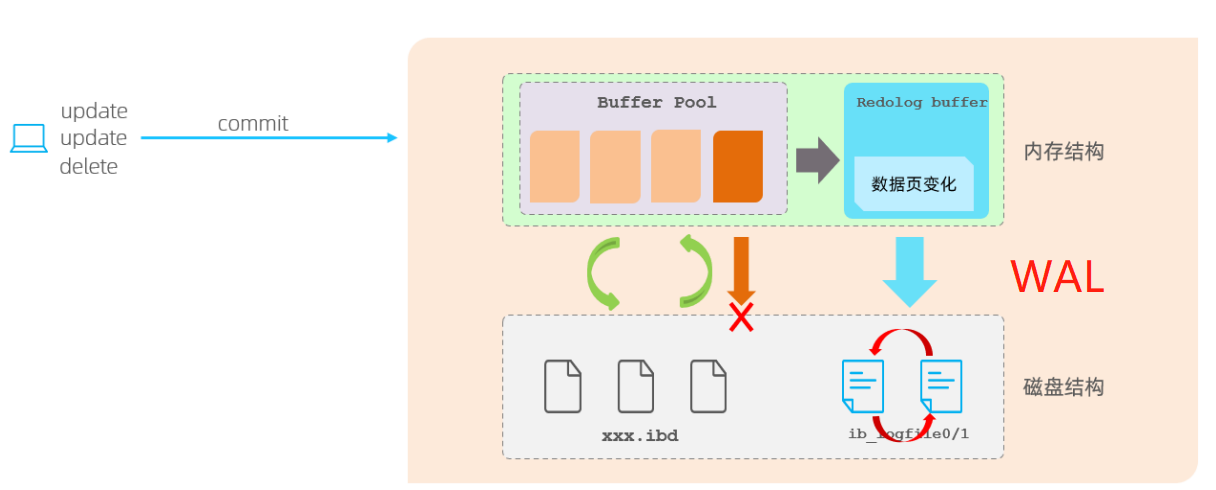 update
update
delete
commit
Buffer Pool
Redolog buffer
数据页变化
内存结构
WAL
xxx.ibd
ib_logfile0/1
磁盘结构